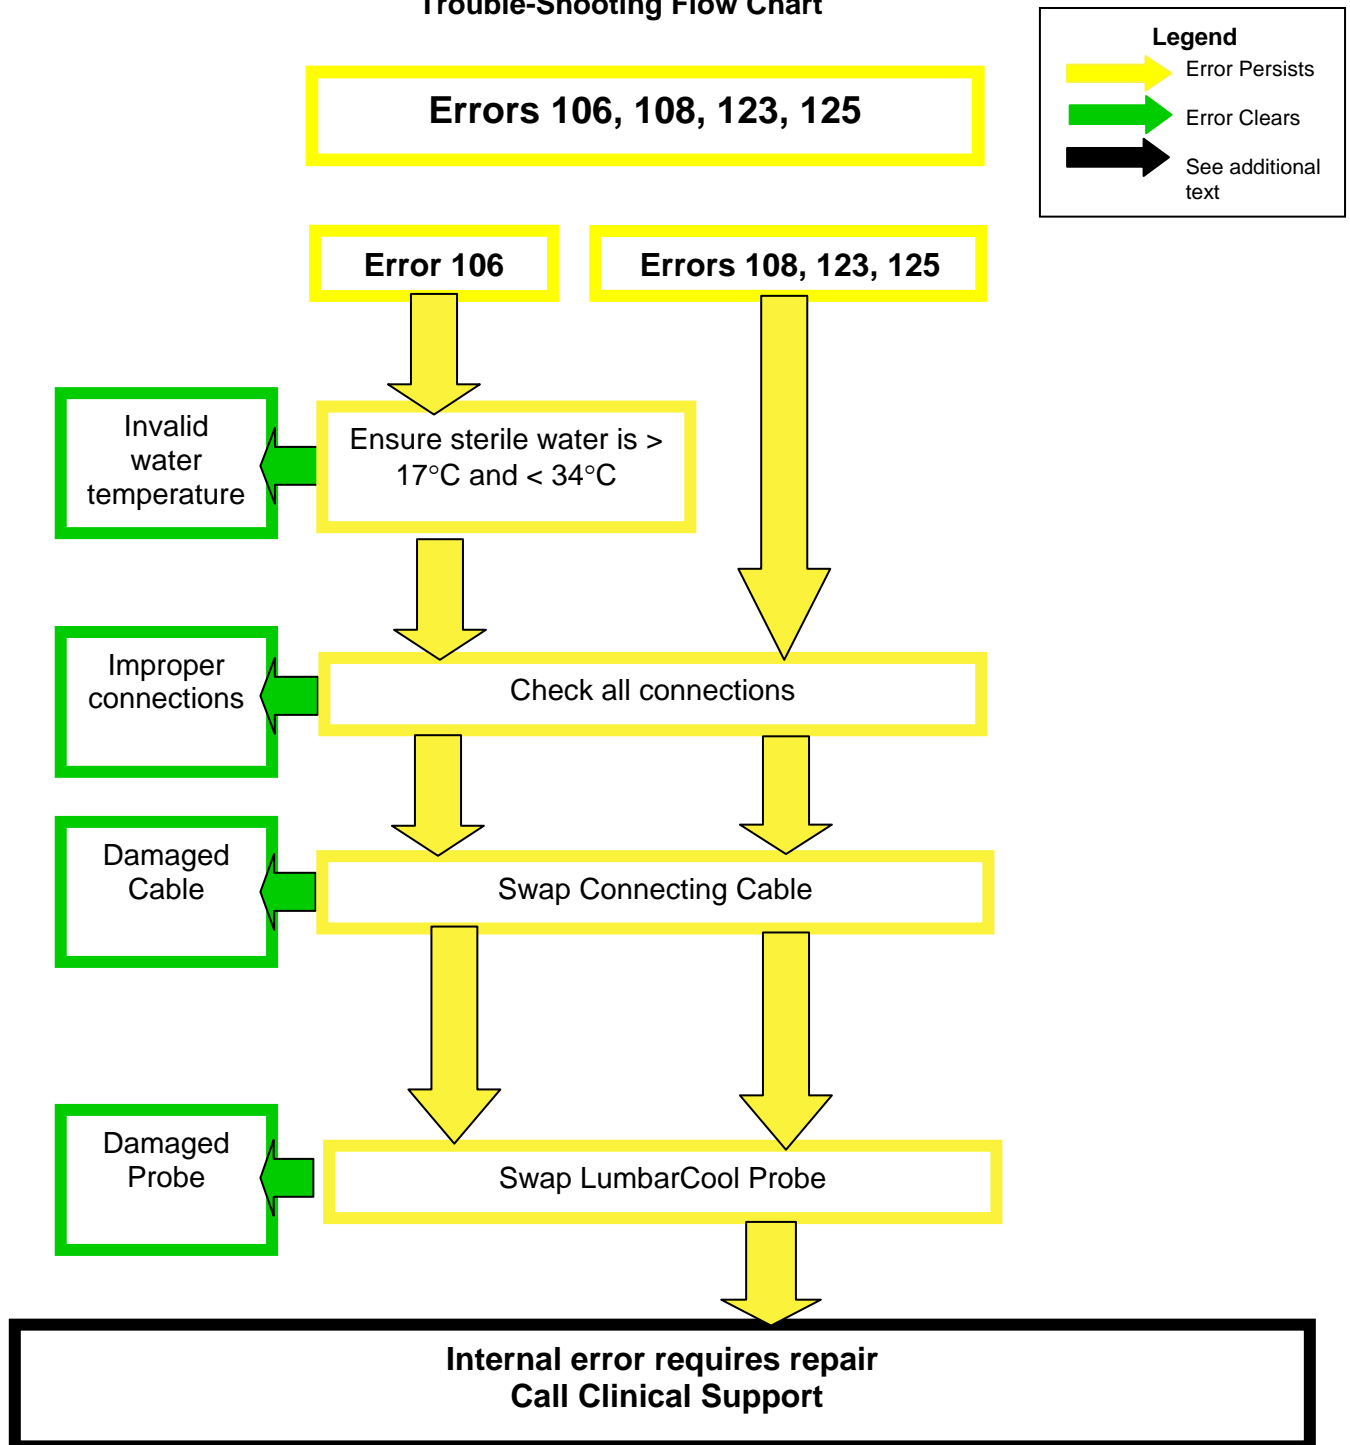 Trouble-Shooting Flow Chart
Legend
Error Persists
Error Clears
See additional
text
Errors 106, 108, 123, 125
Error 106
Errors 108, 123, 125
Invalid
water
temperature
Ensure sterile water is >
17°C and < 34°C
Improper
connections
Check all connections
Damaged
Cable
Swap Connecting Cable
Damaged
Probe
Swap LumbarCool Probe
Internal error requires repair
Call Clinical Support